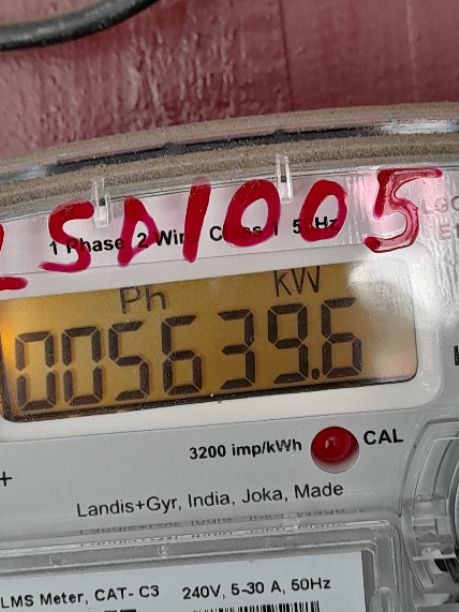 LSD1005
1 Phase, 2 Wire Class 1 50Hz
Ph kW
005639.6
3200 imp/kWh CAL
+
Landis+Gyr, India, Joka, Made
LMS Meter, CAT- C3 240V, 5-30 A, 50Hz